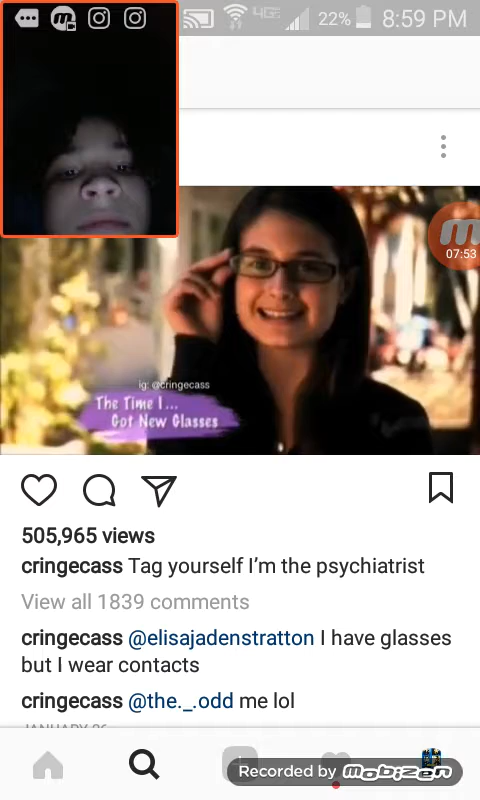 4G
22%
8:59 PM
07:53
ig: @cringecass
The Time I...
Got New Glasses
505,965 views
cringecass Tag yourself I’m the psychiatrist
View all 1839 comments
cringecass @elisajadenstratton I have glasses
but I wear contacts
cringecass @the._.odd me lol
JANUARY 26
Recorded by mobizen